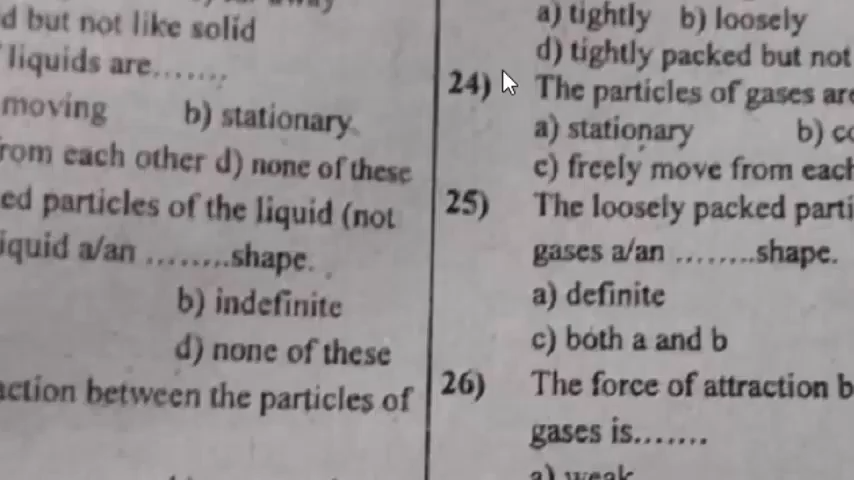 d but not like solid
liquids are.......
moving b) stationary
rom each other d) none of these
ed particles of the liquid (not
iquid a/an ........shape.
b) indefinite
d) none of these
action between the particles of
a) tightly b) loosely
d) tightly packed but not
24) The particles of gases are
a) stationary b) co
c) freely move from each
25) The loosely packed parti
gases a/an ........shape.
a) definite
c) both a and b
26) The force of attraction b
gases is.......
a) weak